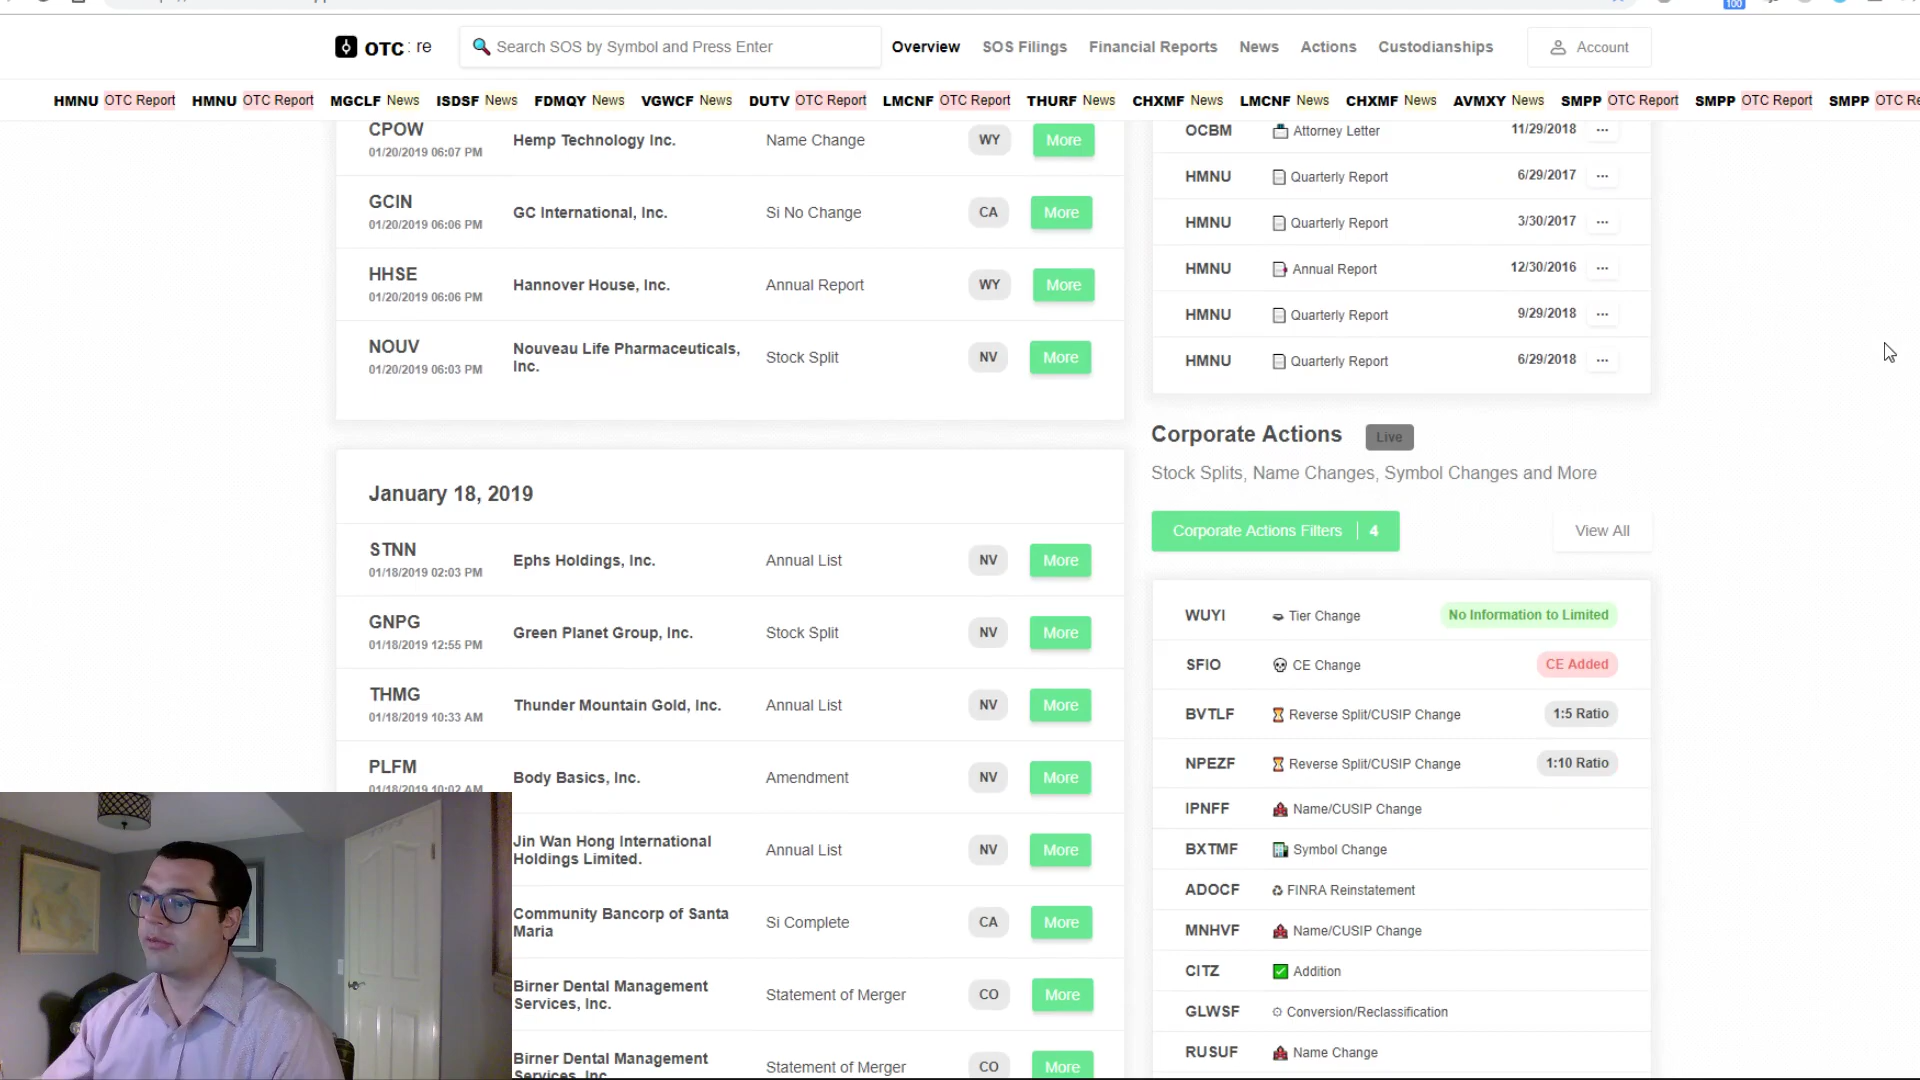 100
OTC : re
Search SOS by Symbol and Press Enter
Overview
SOS Filings
Financial Reports
News
Actions
Custodianships
Account
HMNU OTC Report HMNU OTC Report MGCLF News ISDSF News FDMQY News VGWCF News DUTV OTC Report LMCNF OTC Report THURF News CHXMF News LMCNF News CHXMF News AVMXY News SMPP OTC Report SMPP OTC Report SMPP OTC Re
CPOW
01/20/2019 06:07 PM
Hemp Technology Inc.
Name Change
WY
More
GCIN
01/20/2019 06:06 PM
GC International, Inc.
Si No Change
CA
More
HHSE
01/20/2019 06:06 PM
Hannover House, Inc.
Annual Report
WY
More
NOUV
01/20/2019 06:03 PM
Nouveau Life Pharmaceuticals,
Inc.
Stock Split
NV
More
January 18, 2019
STNN
01/18/2019 02:03 PM
Ephs Holdings, Inc.
Annual List
NV
More
GNPG
01/18/2019 12:55 PM
Green Planet Group, Inc.
Stock Split
NV
More
THMG
01/18/2019 10:33 AM
Thunder Mountain Gold, Inc.
Annual List
NV
More
PLFM
01/18/2019 10:02 AM
Body Basics, Inc.
Amendment
NV
More
Jin Wan Hong International
Holdings Limited.
Annual List
NV
More
Community Bancorp of Santa
Maria
Si Complete
CA
More
Birner Dental Management
Services, Inc.
Statement of Merger
CO
More
Birner Dental Management
Services, Inc.
Statement of Merger
CO
More
OCBM Attorney Letter 11/29/2018 ...
HMNU Quarterly Report 6/29/2017 ...
HMNU Quarterly Report 3/30/2017 ...
HMNU Annual Report 12/30/2016 ...
HMNU Quarterly Report 9/29/2018 ...
HMNU Quarterly Report 6/29/2018 ...
Corporate Actions Live
Stock Splits, Name Changes, Symbol Changes and More
Corporate Actions Filters | 4
View All
WUYI Tier Change No Information to Limited
SFIO CE Change CE Added
BVTLF Reverse Split/CUSIP Change 1:5 Ratio
NPEZF Reverse Split/CUSIP Change 1:10 Ratio
IPNFF Name/CUSIP Change
BXTMF Symbol Change
ADOCF FINRA Reinstatement
MNHVF Name/CUSIP Change
CITZ Addition
GLWSF Conversion/Reclassification
RUSUF Name Change